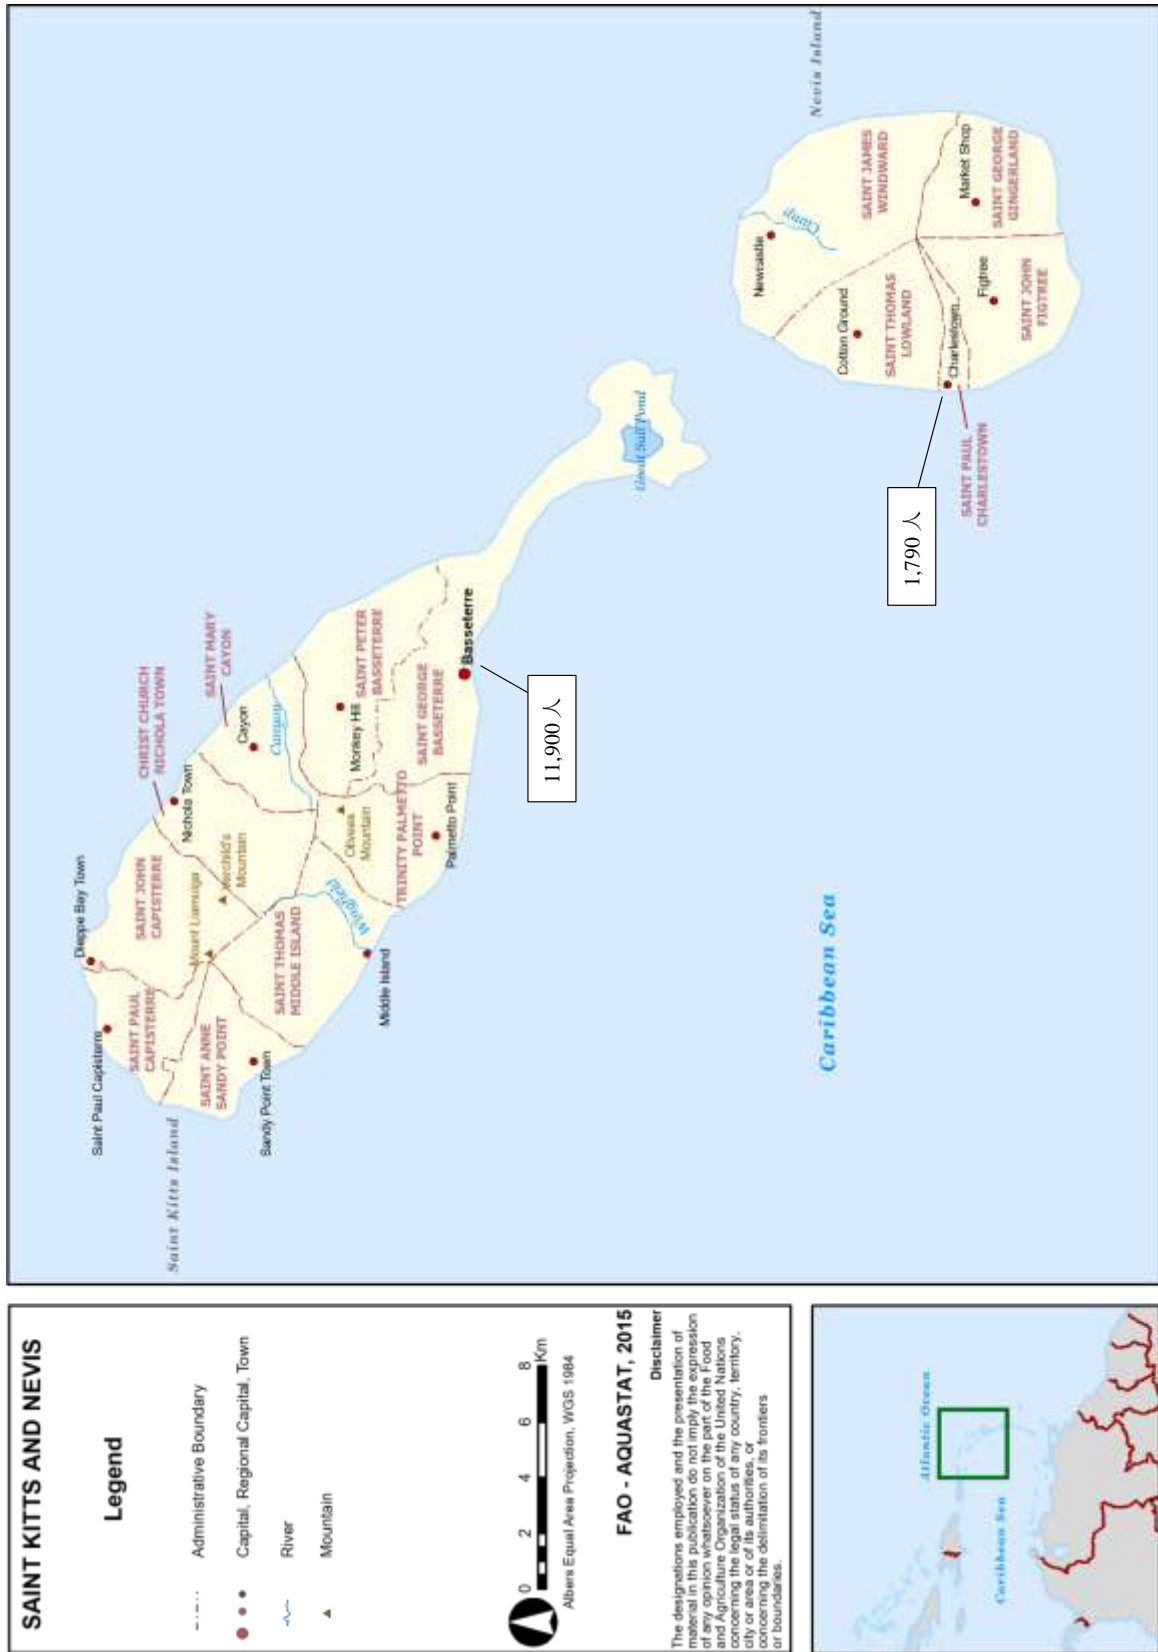 SAINT KITTS AND NEVIS
Legend
Administrative Boundary
Capital, Regional Capital, Town
River
Mountain
0 2 4 6 8
Km
Albers Equal Area Projection, WGS 1984
FAO - AQUASTAT, 2015
Disclaimer
The designations employed and the presentation of
material in this publication do not imply the expression
of any opinion whatsoever on the part of the Food
and Agriculture Organization of the United Nations
concerning the legal status of any country, territory,
city or area or of its authorities, or
concerning the delimitation of its frontiers
or boundaries.
Atlantic Ocean
Caribbean Sea
Saint Kitts Island
Saint Paul Capisterre
Dieppe Bay Town
SAINT PAUL
CAPISTERRE
SAINT JOHN
CAPISTERRE
CHRIST CHURCH
NICHOLA TOWN
Nichola Town
SAINT MARY
CAYON
Cayon
Canyon
SAINT ANNE
SANDY POINT
Sandy Point Town
Mount Liamuiga
Verchild's
Mountain
SAINT THOMAS
MIDDLE ISLAND
Middle Island
Wingfield
Olivees
Mountain
TRINITY PALMETTO
POINT
Palmetto Point
Monkey Hill
SAINT PETER
BASSETERRE
SAINT GEORGE
BASSETERRE
Basseterre
11,900 人
Great Salt Pond
Caribbean Sea
Nevis Island
Newcastle
Camp
SAINT JAMES
WINDWARD
Cotton Ground
SAINT THOMAS
LOWLAND
Market Shop
SAINT GEORGE
GINGERLAND
Charlestown
1,790 人
SAINT PAUL
CHARLESTOWN
Figtree
SAINT JOHN
FIGTREE